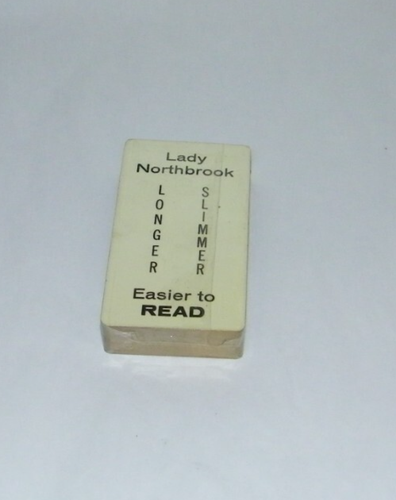 Lady
Northbrook
LONGER
SLIMMER
Easier to
READ